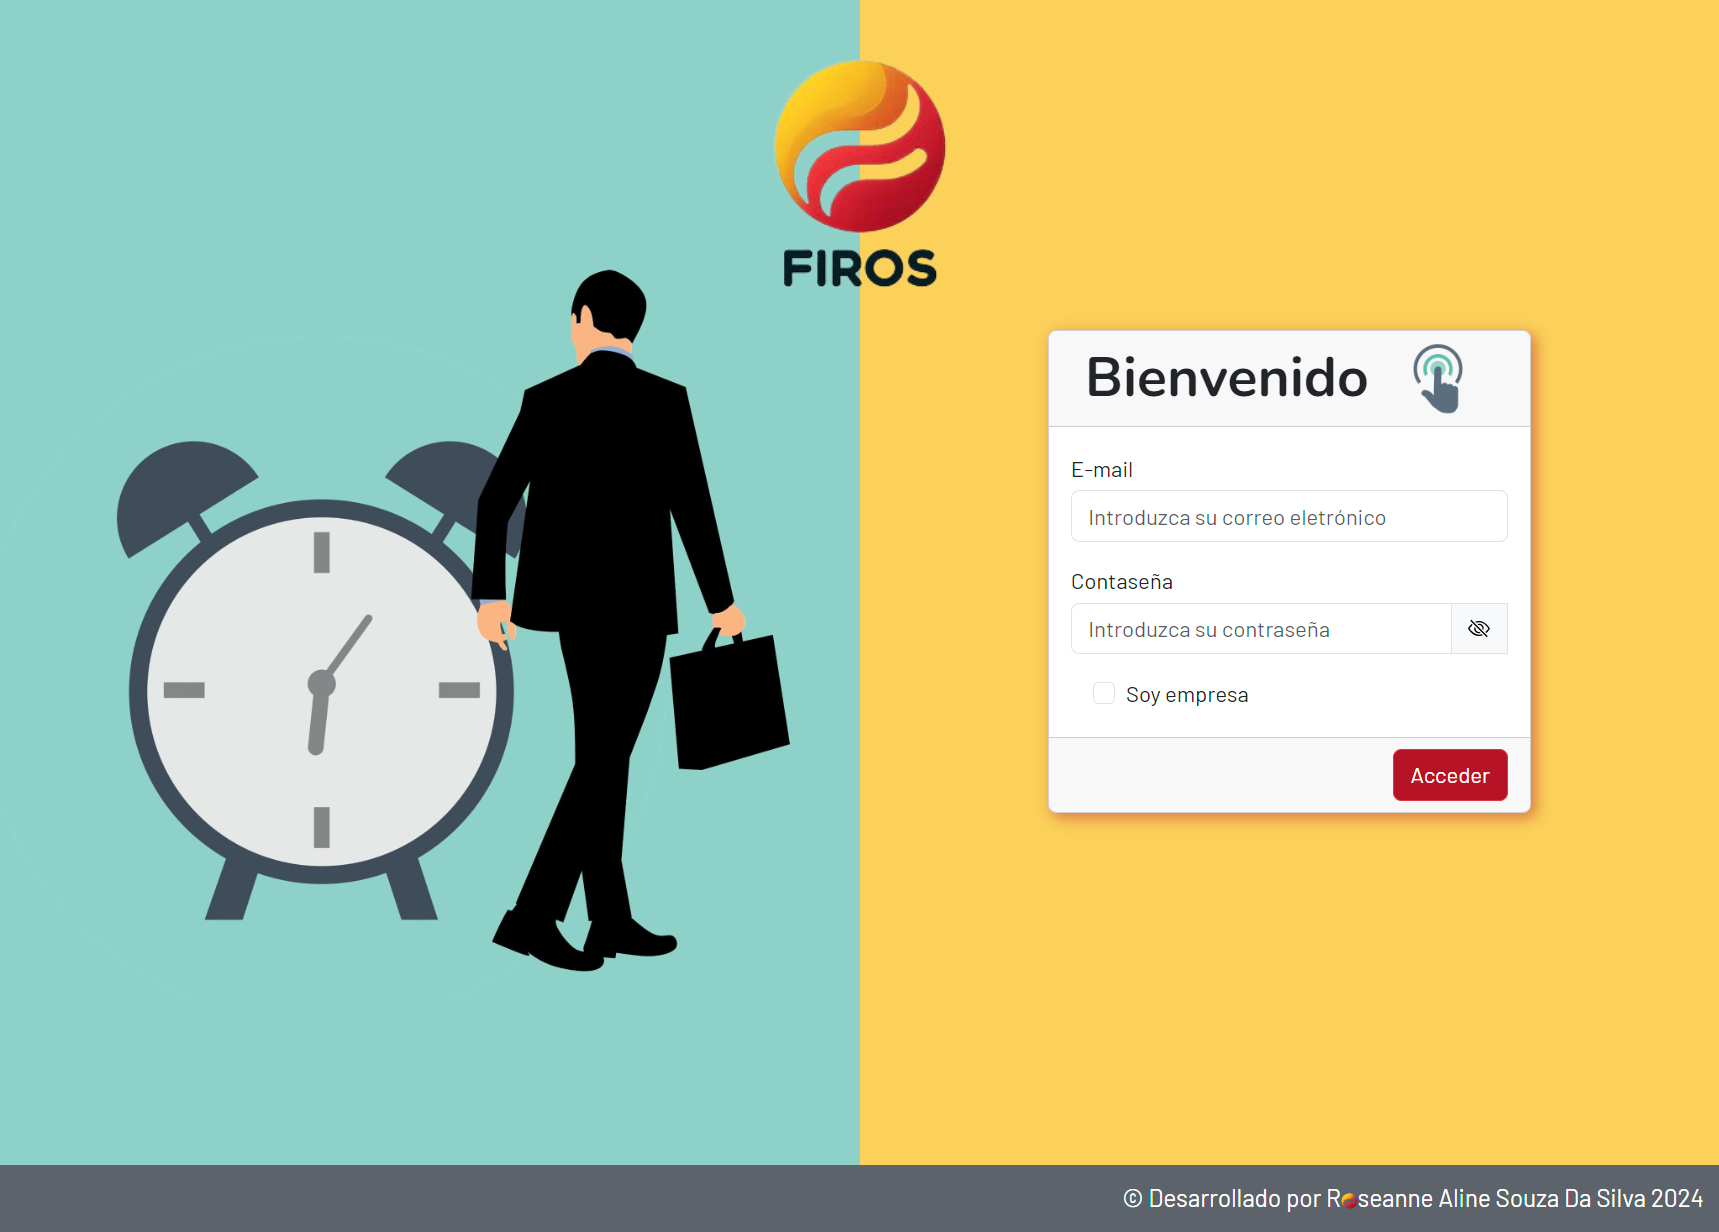 FIROS
Bienvenido
E-mail
Introduzca su correo eletrónico
Contaseña
Introduzca su contraseña
Soy empresa
Acceder
© Desarrollado por Roseanne Aline Souza Da Silva 2024